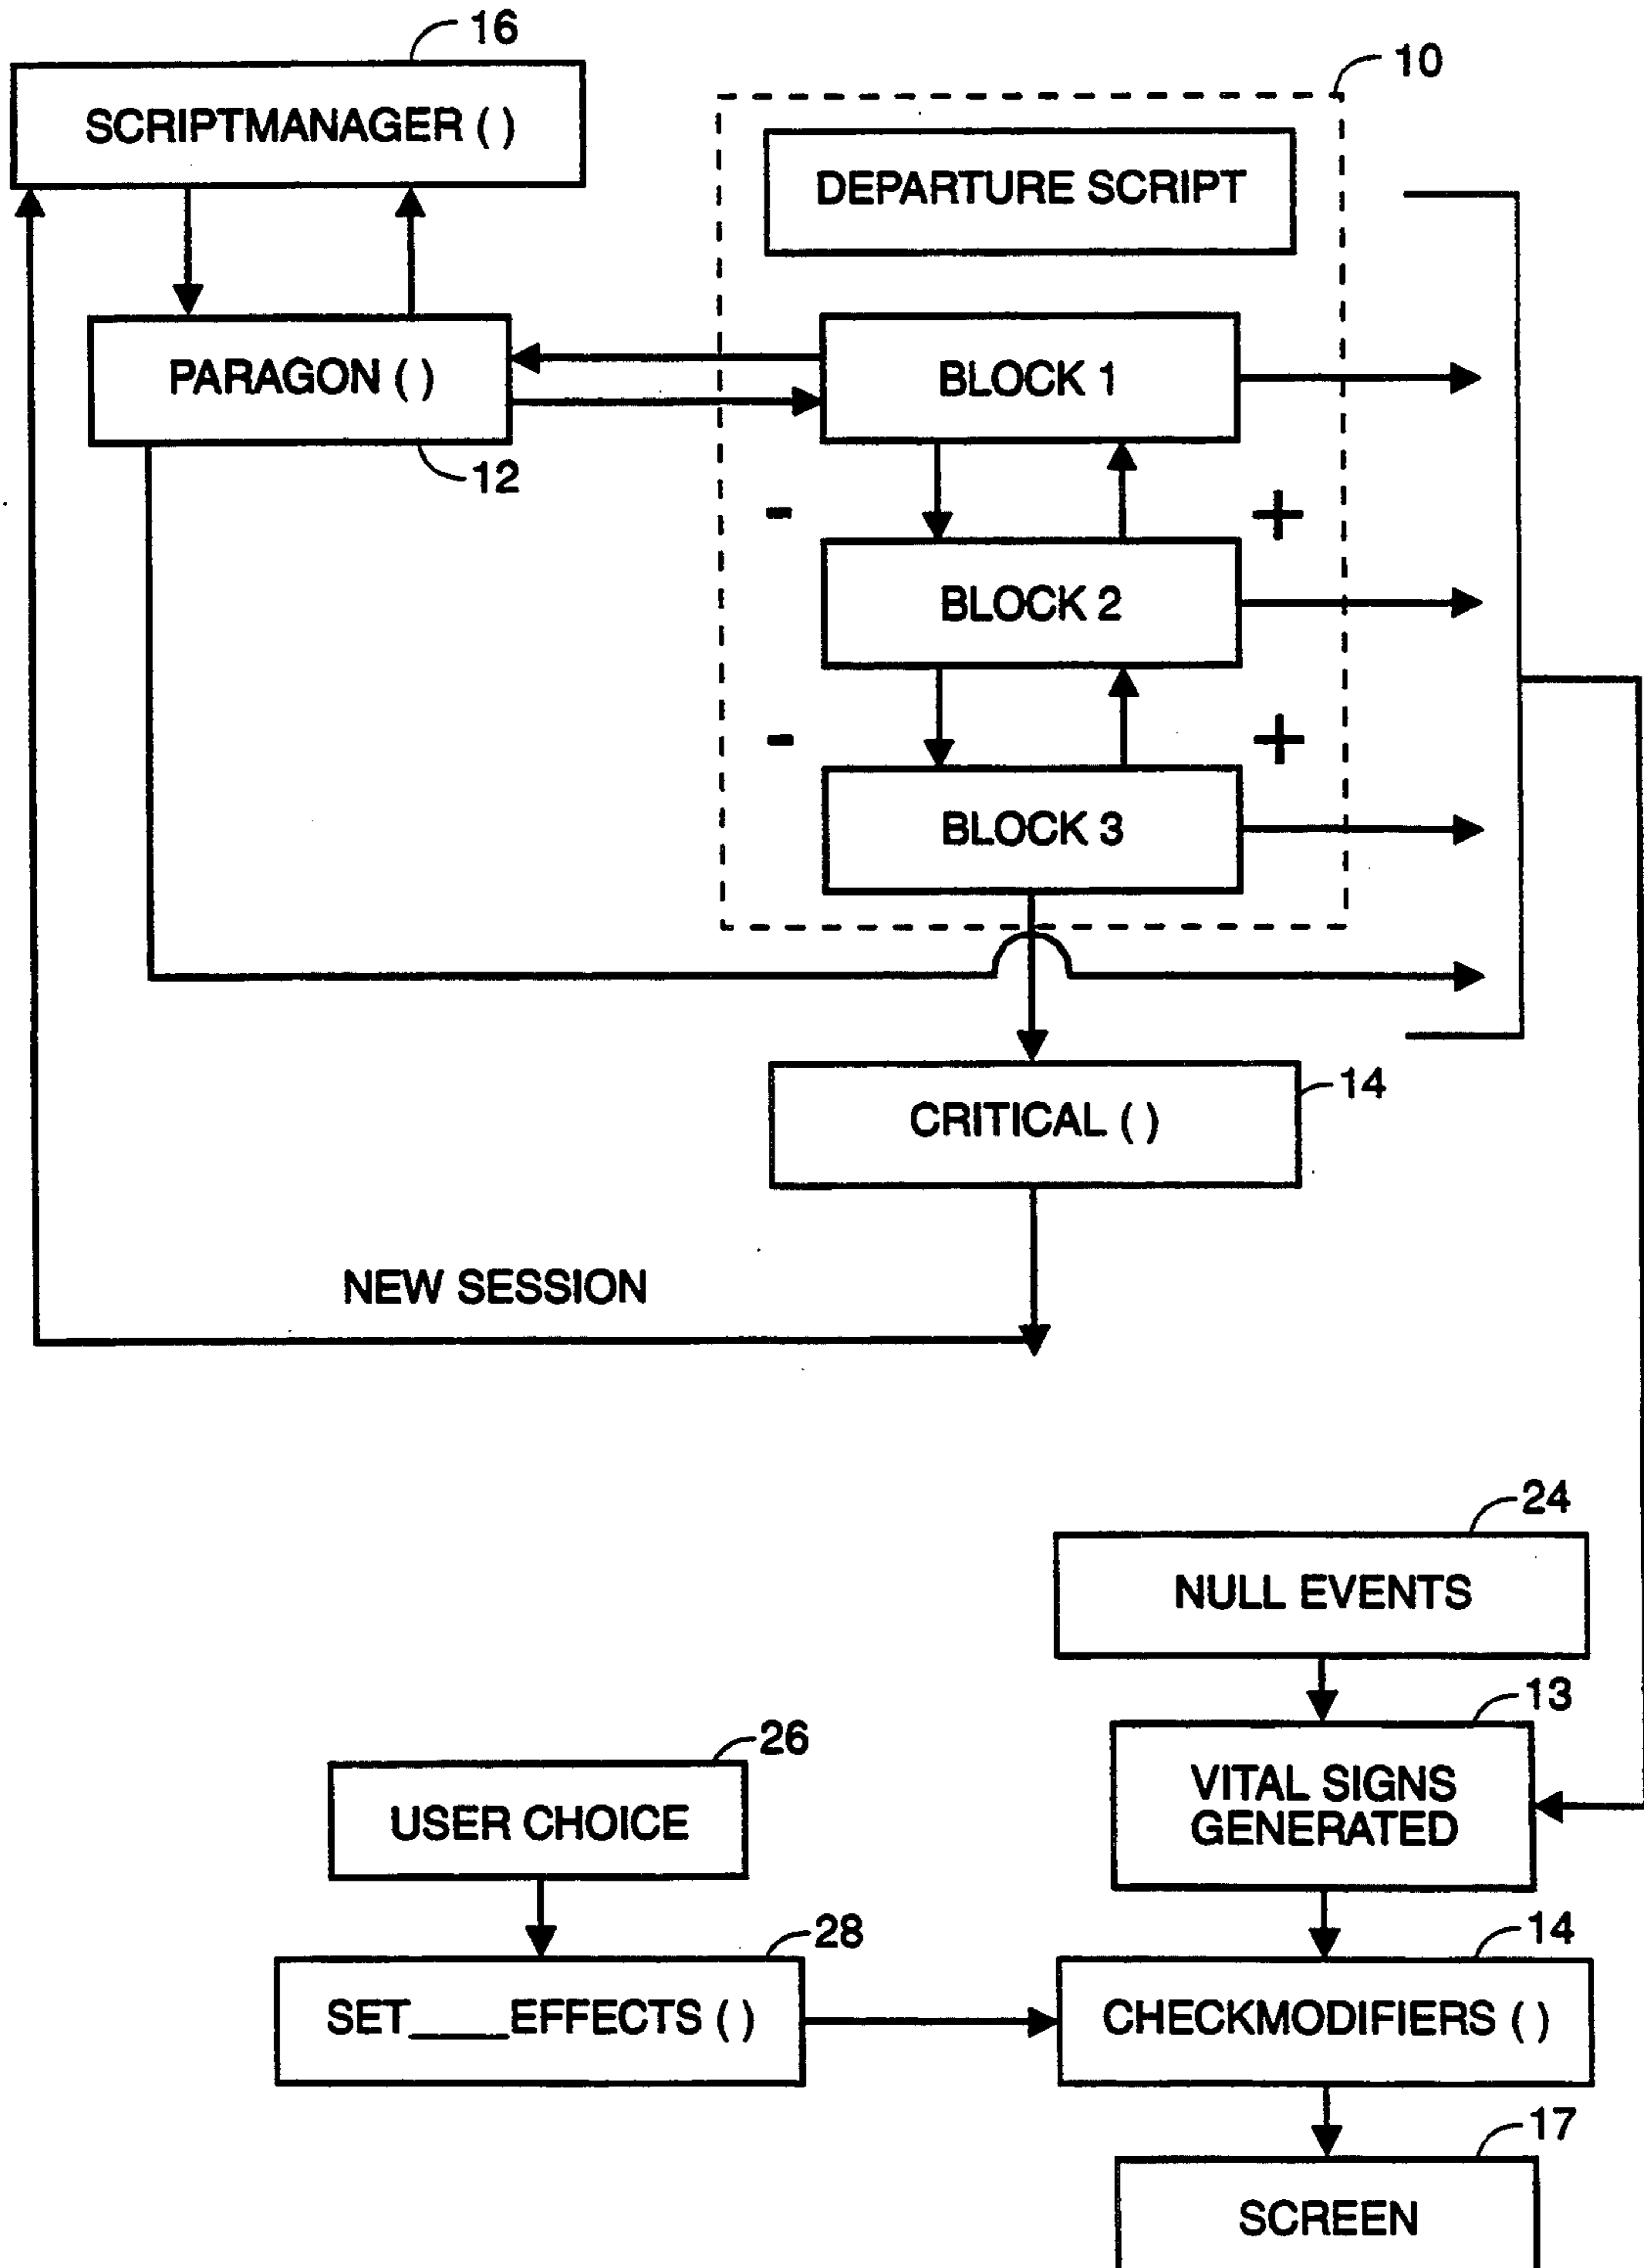 16
SCRIPTMANAGER ( )
10
DEPARTURE SCRIPT
PARAGON ( )
12
BLOCK 1
- +
BLOCK 2
- +
BLOCK 3
CRITICAL ( )
14
NEW SESSION
24
NULL EVENTS
13
VITAL SIGNS
GENERATED
26
USER CHOICE
28
SET____EFFECTS ( )
14
CHECKMODIFIERS ( )
17
SCREEN